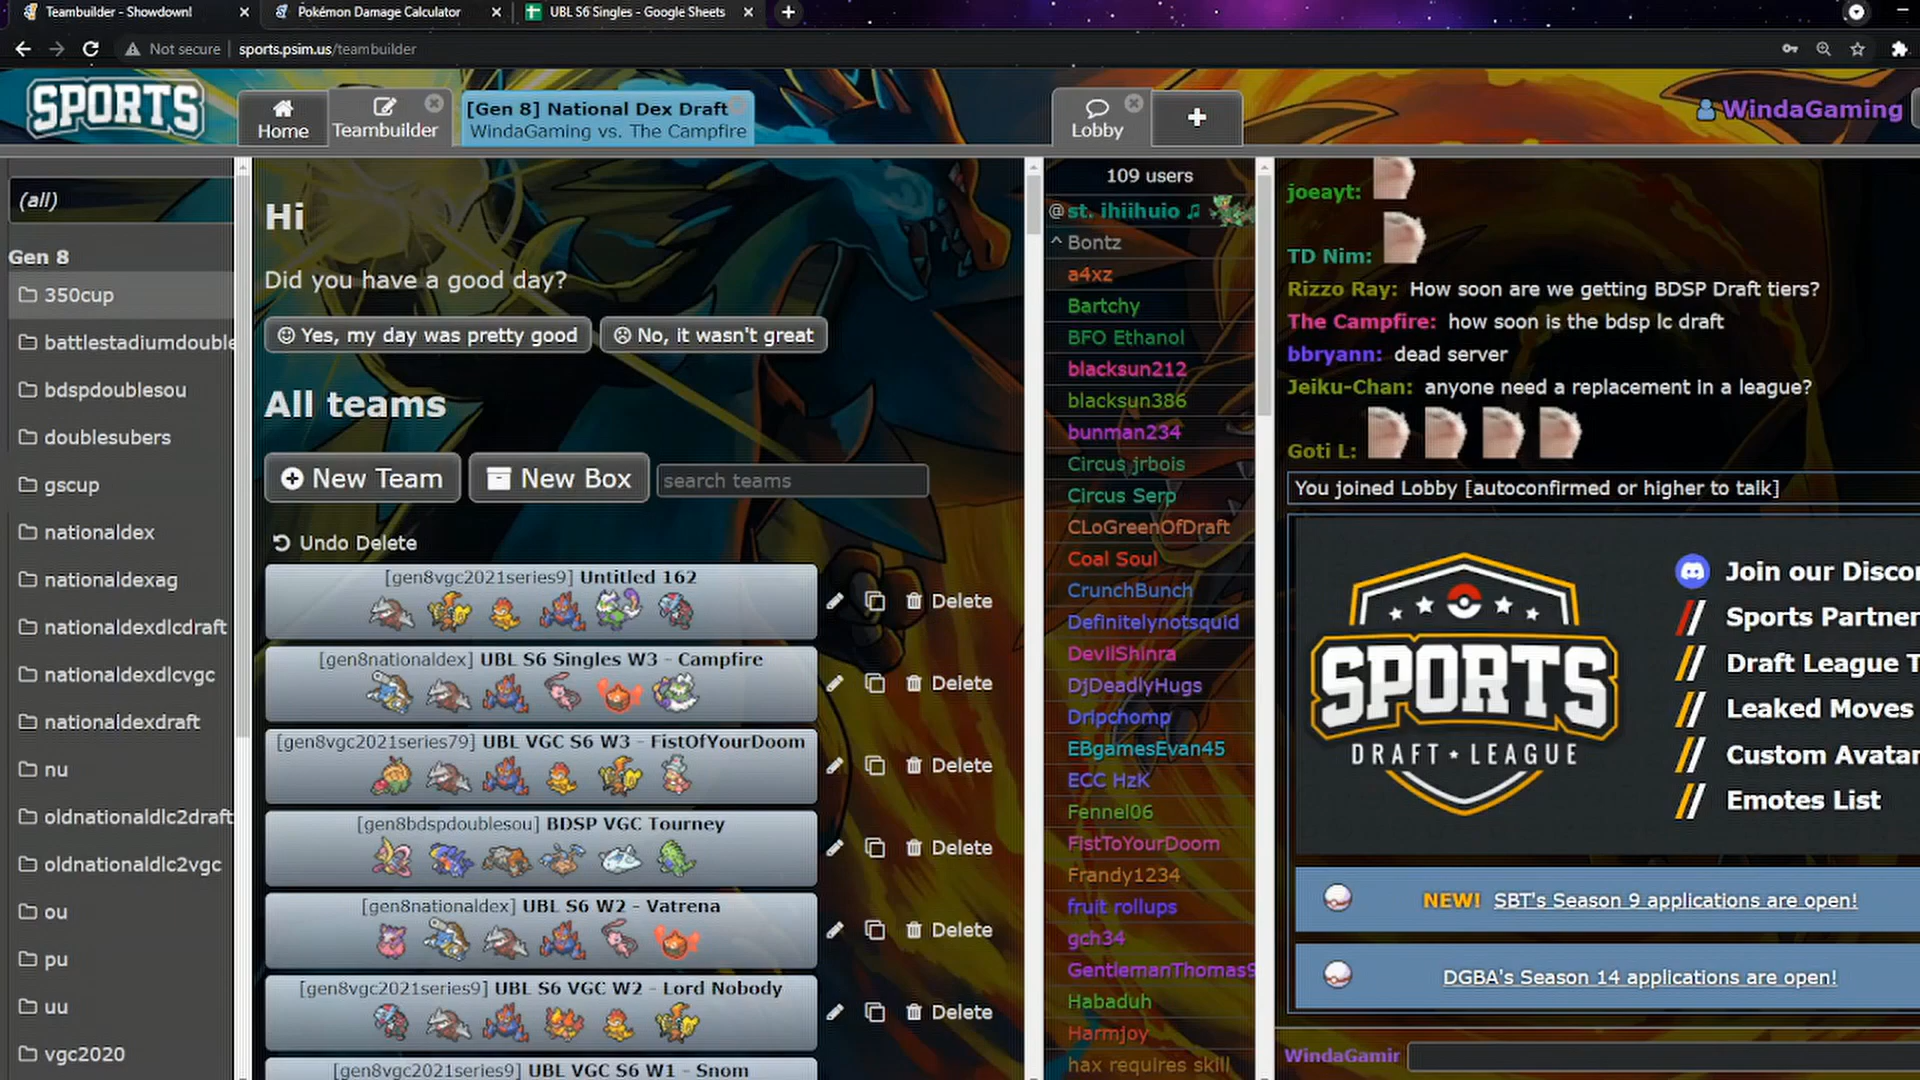 Teambuilder - Showdown!
Pokémon Damage Calculator
UBL S6 Singles - Google Sheets
Not secure
sports.psim.us/teambuilder
SPORTS
Home
Teambuilder
[Gen 8] National Dex Draft
WindaGaming vs. The Campfire
Lobby
WindaGaming
(all)
Gen 8
350cup
battlestadiumdouble
bdspdoublesou
doublesubers
gscup
nationaldex
nationaldexag
nationaldexdlcdraft
nationaldexdlcvgc
nationaldexdraft
nu
oldnationaldlc2draft
oldnationaldlc2vgc
ou
pu
uu
vgc2020
Hi
Did you have a good day?
Yes, my day was pretty good
No, it wasn't great
All teams
New Team
New Box
search teams
Undo Delete
[gen8vgc2021series9] Untitled 162
Delete
[gen8nationaldex] UBL S6 Singles W3 - Campfire
Delete
[gen8vgc2021series79] UBL VGC S6 W3 - FistOfYourDoom
Delete
[gen8bdspdoublesou] BDSP VGC Tourney
Delete
[gen8nationaldex] UBL S6 W2 - Vatrena
Delete
[gen8vgc2021series9] UBL S6 VGC W2 - Lord Nobody
Delete
[gen8vgc2021series9] UBL VGC S6 W1 - Snom
109 users
@st. ihiihuio ♫
^ Bontz
a4xz
Bartchy
BFO Ethanol
blacksun212
blacksun386
bunman234
Circus jrbois
Circus Serp
CLoGreenOfDraft
Coal Soul
CrunchBunch
Definitelynotsquid
DevilShinra
DjDeadlyHugs
Dripchomp
EBgamesEvan45
ECC HzK
Fennel06
FistToYourDoom
Frandy1234
fruit rollups
gch34
GentlemanThomas9
Habaduh
Harmjoy
hax requires skill
joeayt:
TD Nim:
Rizzo Ray: How soon are we getting BDSP Draft tiers?
The Campfire: how soon is the bdsp lc draft
bbryann: dead server
Jeiku-Chan: anyone need a replacement in a league?
Goti L:
You joined Lobby [autoconfirmed or higher to talk]
SPORTS
DRAFT LEAGUE
Join our Disco
Sports Partner
Draft League T
Leaked Moves
Custom Avatar
Emotes List
NEW! SBT's Season 9 applications are open!
DGBA's Season 14 applications are open!
WindaGamir